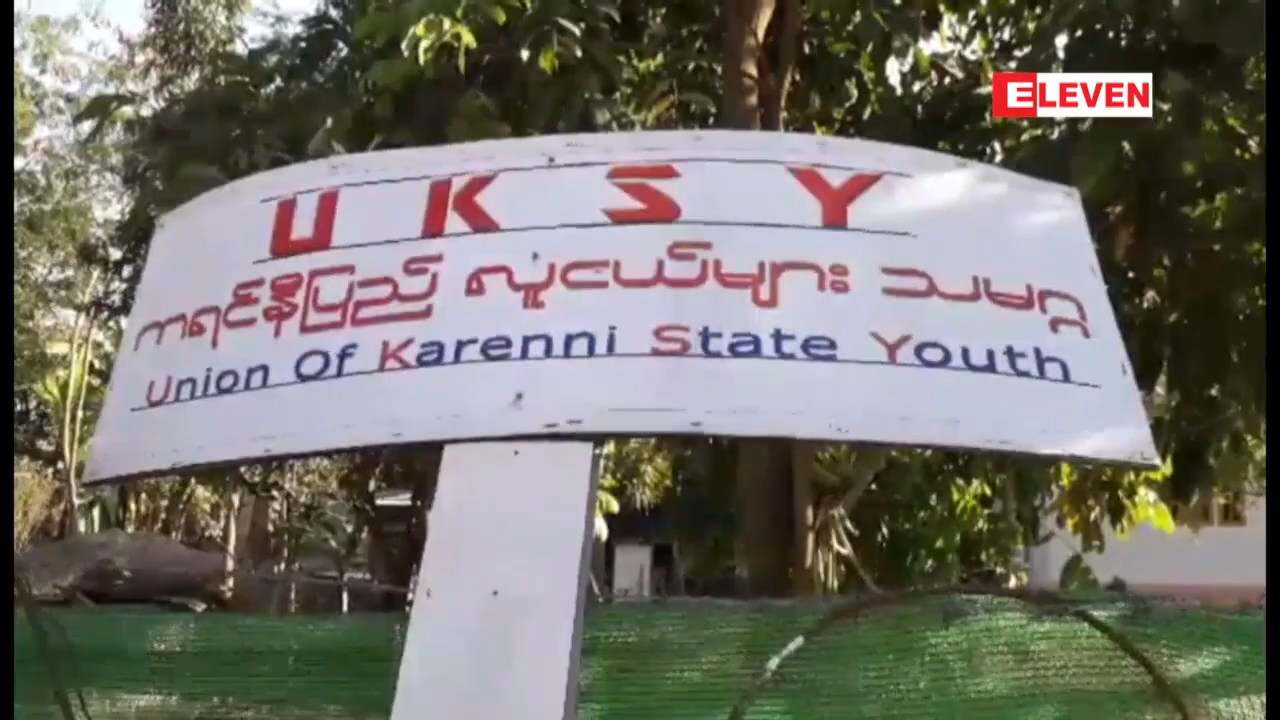 ELEVEN
U K S Y
ကရင်နီပြည် လူငယ်များ သမဂ္ဂ
Union Of Karenni State Youth